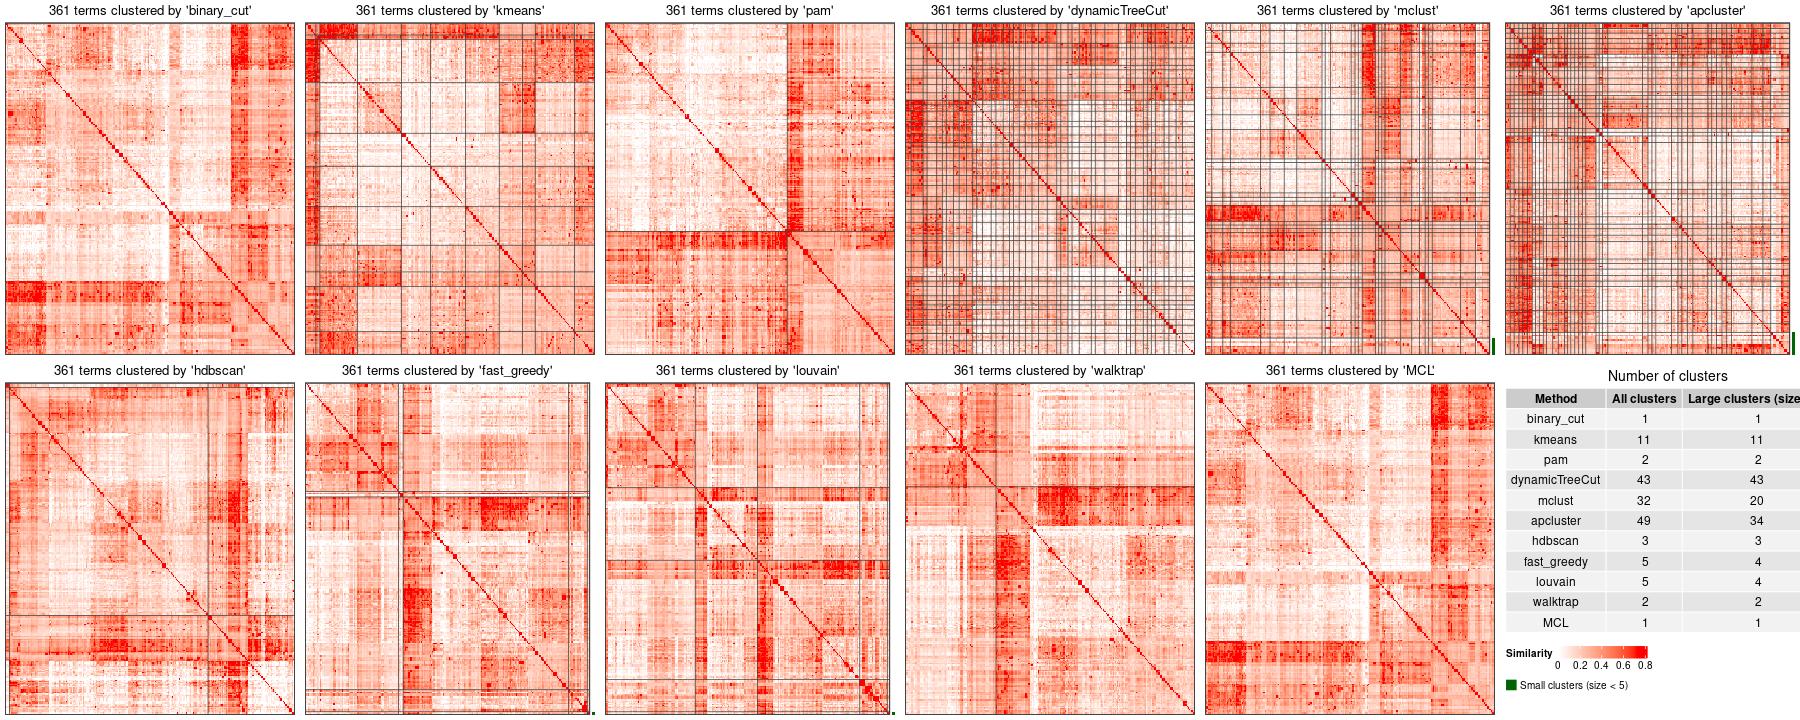 361 terms clustered by 'binary_cut'
361 terms clustered by 'kmeans'
361 terms clustered by 'pam'
361 terms clustered by 'dynamicTreeCut'
361 terms clustered by 'mclust'
361 terms clustered by 'apcluster'
361 terms clustered by 'hdbscan'
361 terms clustered by 'fast_greedy'
361 terms clustered by 'louvain'
361 terms clustered by 'walktrap'
361 terms clustered by 'MCL'
Number of clusters
Method All clusters Large clusters (size
binary_cut 1 1
kmeans 11 11
pam 2 2
dynamicTreeCut 43 43
mclust 32 20
apcluster 49 34
hdbscan 3 3
fast_greedy 5 4
louvain 5 4
walktrap 2 2
MCL 1 1
Similarity
0 0.2 0.4 0.6 0.8
Small clusters (size < 5)